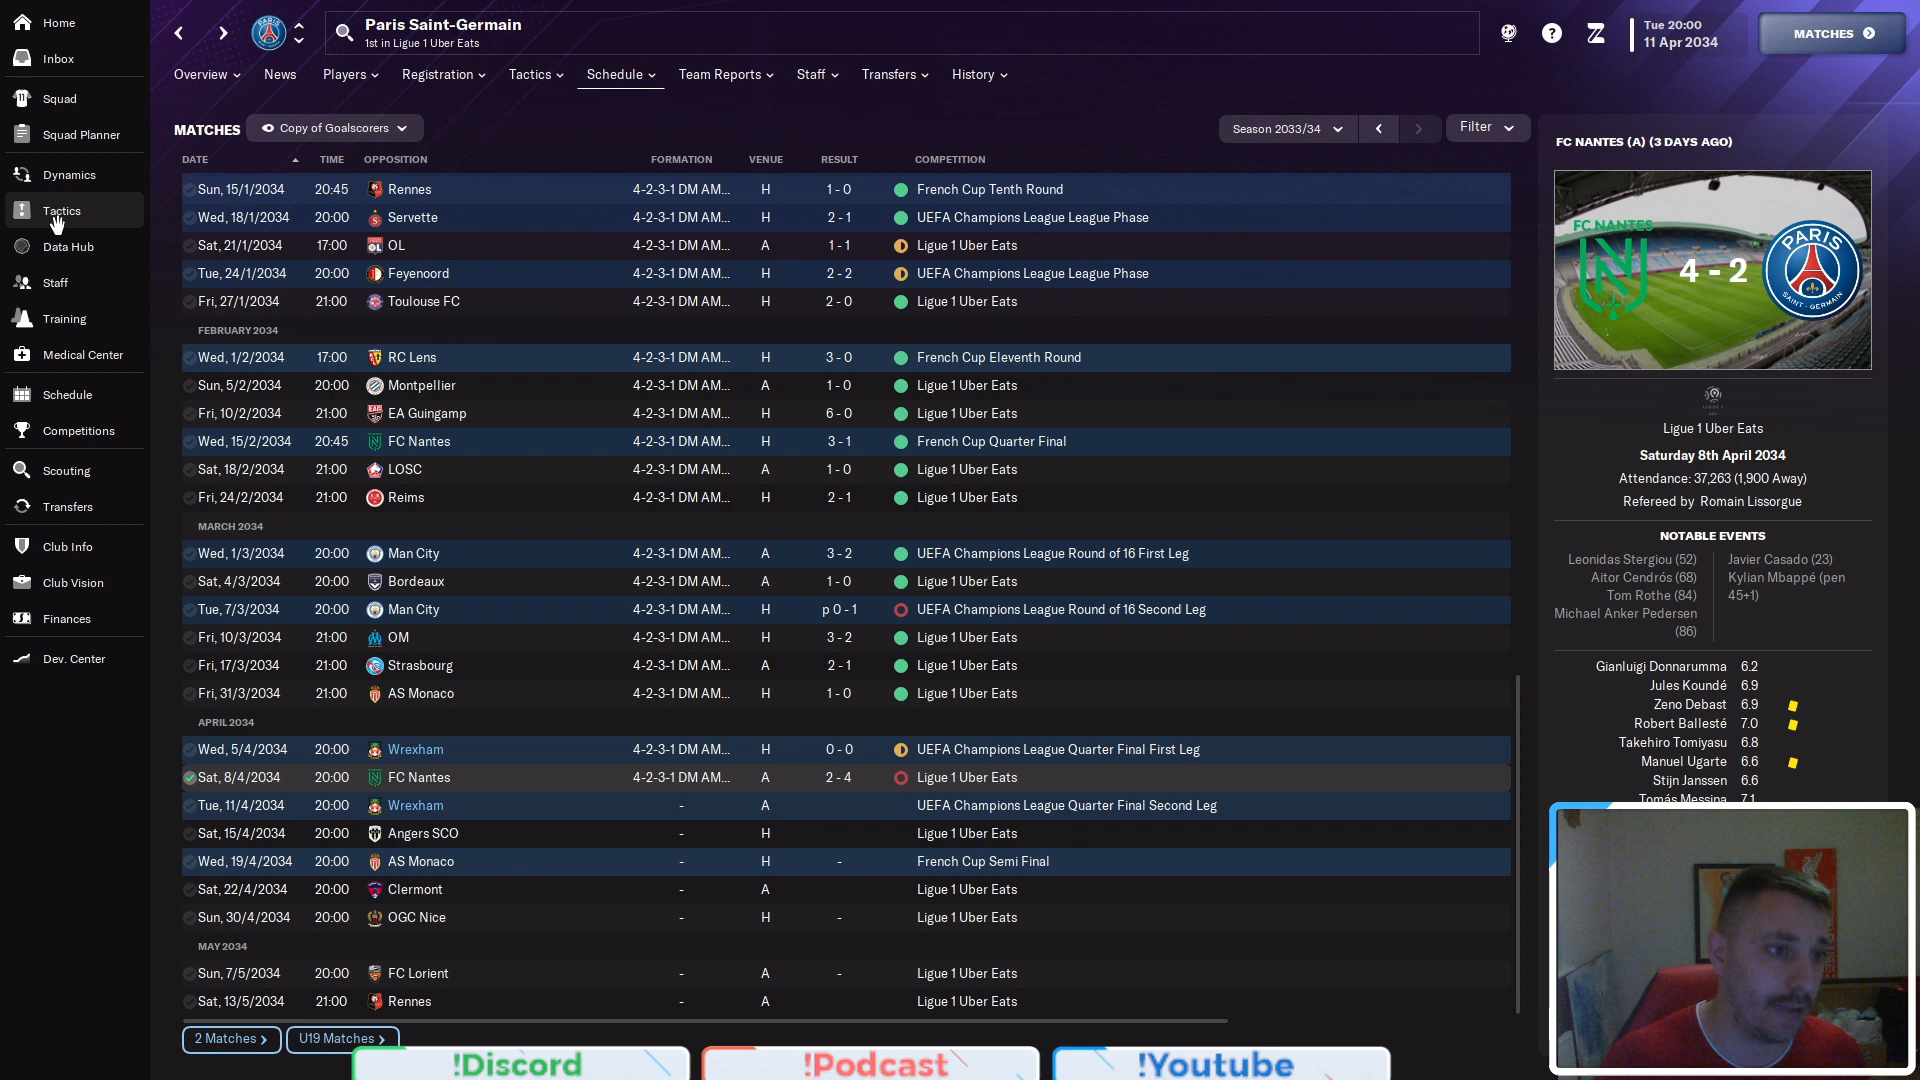 Home
Inbox
Squad
Squad Planner
Dynamics
Tactics
Data Hub
Staff
Training
Medical Center
Schedule
Competitions
Scouting
Transfers
Club Info
Club Vision
Finances
Dev. Center
Paris Saint-Germain
1st in Ligue 1 Uber Eats
Tue 20:00
11 Apr 2034
MATCHES
Overview News Players Registration Tactics Schedule Team Reports Staff Transfers History
MATCHES Copy of Goalscorers Season 2033/34 Filter
DATE TIME OPPOSITION FORMATION VENUE RESULT COMPETITION
Sun, 15/1/2034 20:45 Rennes 4-2-3-1 DM AM... H 1 - 0 French Cup Tenth Round
Wed, 18/1/2034 20:00 Servette 4-2-3-1 DM AM... H 2 - 1 UEFA Champions League League Phase
Sat, 21/1/2034 17:00 OL 4-2-3-1 DM AM... A 1 - 1 Ligue 1 Uber Eats
Tue, 24/1/2034 20:00 Feyenoord 4-2-3-1 DM AM... H 2 - 2 UEFA Champions League League Phase
Fri, 27/1/2034 21:00 Toulouse FC 4-2-3-1 DM AM... H 2 - 0 Ligue 1 Uber Eats
FEBRUARY 2034
Wed, 1/2/2034 17:00 RC Lens 4-2-3-1 DM AM... H 3 - 0 French Cup Eleventh Round
Sun, 5/2/2034 20:00 Montpellier 4-2-3-1 DM AM... A 1 - 0 Ligue 1 Uber Eats
Fri, 10/2/2034 21:00 EA Guingamp 4-2-3-1 DM AM... H 6 - 0 Ligue 1 Uber Eats
Wed, 15/2/2034 20:45 FC Nantes 4-2-3-1 DM AM... H 3 - 1 French Cup Quarter Final
Sat, 18/2/2034 21:00 LOSC 4-2-3-1 DM AM... A 1 - 0 Ligue 1 Uber Eats
Fri, 24/2/2034 21:00 Reims 4-2-3-1 DM AM... H 2 - 1 Ligue 1 Uber Eats
MARCH 2034
Wed, 1/3/2034 20:00 Man City 4-2-3-1 DM AM... A 3 - 2 UEFA Champions League Round of 16 First Leg
Sat, 4/3/2034 20:00 Bordeaux 4-2-3-1 DM AM... A 1 - 0 Ligue 1 Uber Eats
Tue, 7/3/2034 20:00 Man City 4-2-3-1 DM AM... H p 0 - 1 UEFA Champions League Round of 16 Second Leg
Fri, 10/3/2034 21:00 OM 4-2-3-1 DM AM... H 3 - 2 Ligue 1 Uber Eats
Fri, 17/3/2034 21:00 Strasbourg 4-2-3-1 DM AM... A 2 - 1 Ligue 1 Uber Eats
Fri, 31/3/2034 21:00 AS Monaco 4-2-3-1 DM AM... H 1 - 0 Ligue 1 Uber Eats
APRIL 2034
Wed, 5/4/2034 20:00 Wrexham 4-2-3-1 DM AM... H 0 - 0 UEFA Champions League Quarter Final First Leg
Sat, 8/4/2034 20:00 FC Nantes 4-2-3-1 DM AM... A 2 - 4 Ligue 1 Uber Eats
Tue, 11/4/2034 20:00 Wrexham - A UEFA Champions League Quarter Final Second Leg
Sat, 15/4/2034 20:00 Angers SCO - H Ligue 1 Uber Eats
Wed, 19/4/2034 20:00 AS Monaco - H - French Cup Semi Final
Sat, 22/4/2034 20:00 Clermont - A Ligue 1 Uber Eats
Sun, 30/4/2034 20:00 OGC Nice - H - Ligue 1 Uber Eats
MAY 2034
Sun, 7/5/2034 20:00 FC Lorient - A - Ligue 1 Uber Eats
Sat, 13/5/2034 21:00 Rennes - A Ligue 1 Uber Eats
2 Matches U19 Matches
FC NANTES (A) (3 DAYS AGO)
FC NANTES
4 - 2
PARIS
SAINT-GERMAIN
Ligue 1 Uber Eats
Saturday 8th April 2034
Attendance: 37,263 (1,900 Away)
Refereed by Romain Lissorgue
NOTABLE EVENTS
Leonidas Stergiou (52)
Aitor Cendrós (68)
Tom Rothe (84)
Michael Anker Pedersen
(86)
Javier Casado (23)
Kylian Mbappé (pen
45+1)
Gianluigi Donnarumma 6.2
Jules Koundé 6.9
Zeno Debast 6.9
Robert Ballesté 7.0
Takehiro Tomiyasu 6.8
Manuel Ugarte 6.6
Stijn Janssen 6.6
Tomás Messina 7.1
!Discord
!Podcast
!Youtube